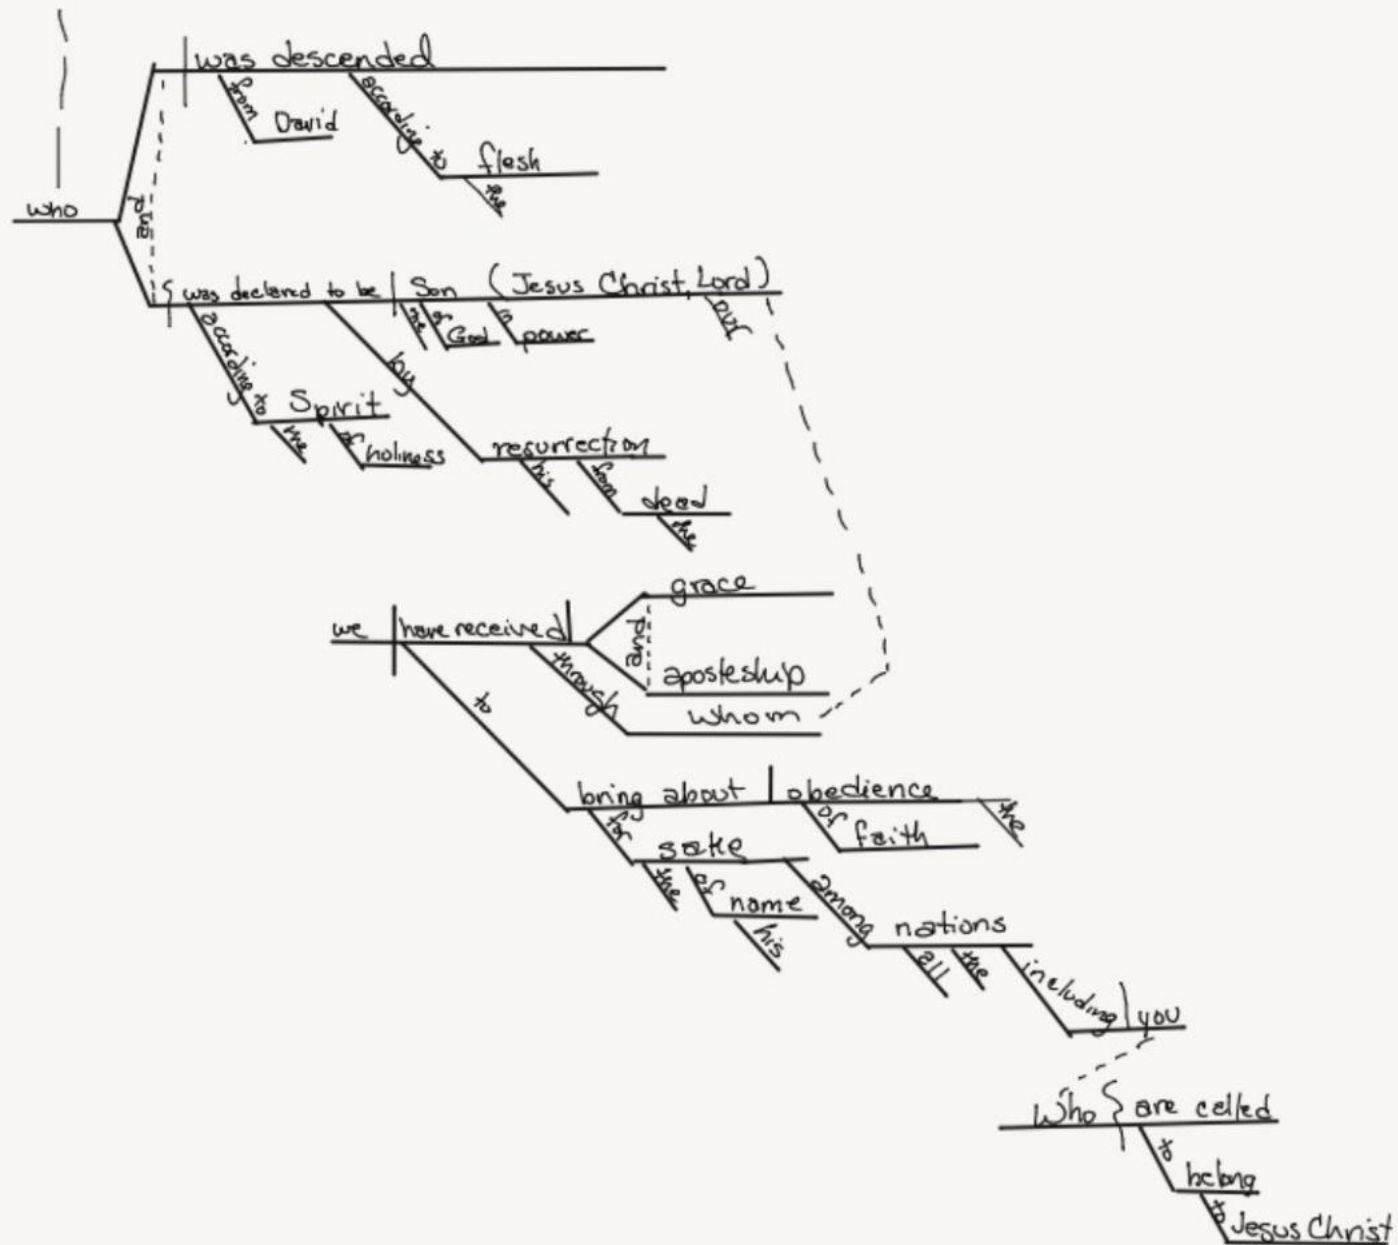 was descended
from
David
according to
flesh
the
who
and
was declared to be Son (Jesus Christ, Lord)
the
of
God
in
power
our
according to
Spirit
the
of
holiness
by
resurrection
his
from
dead
the
grace
we have received
and
aposteship
through
whom
to
bring about obedience
the
of
faith
for
sake
the
of
name
his
among
nations
all
the
including you
Who are called
to
belong
to
Jesus Christ